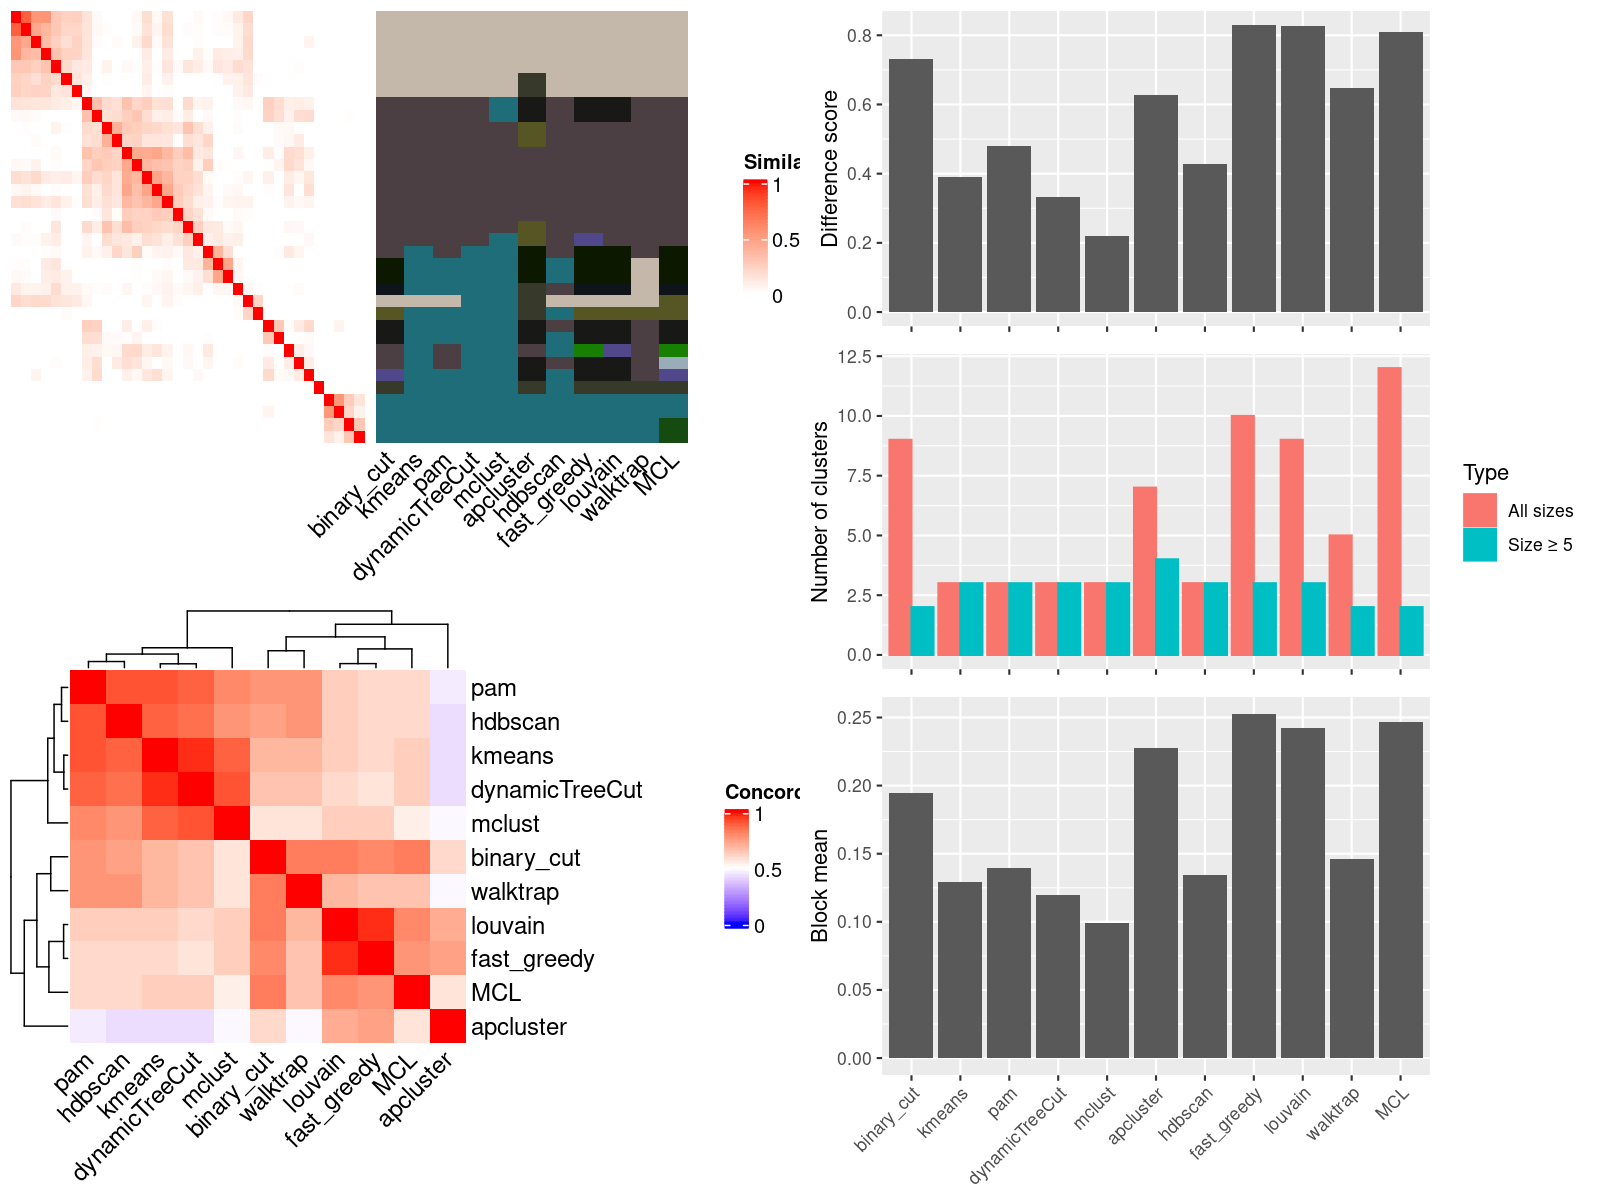 Simila
1
0.5
0
binary_cut
kmeans
pam
dynamicTreeCut
mclust
apcluster
hdbscan
fast_greedy
louvain
walktrap
MCL
pam
hdbscan
kmeans
dynamicTreeCut
mclust
binary_cut
walktrap
louvain
fast_greedy
MCL
apcluster
pam
hdbscan
kmeans
dynamicTreeCut
mclust
binary_cut
walktrap
louvain
fast_greedy
MCL
apcluster
Concord
1
0.5
0
Difference score
0.8
0.6
0.4
0.2
0.0
Number of clusters
12.5
10.0
7.5
5.0
2.5
0.0
Type
All sizes
Size ≥ 5
Block mean
0.25
0.20
0.15
0.10
0.05
0.00
binary_cut
kmeans
pam
dynamicTreeCut
mclust
apcluster
hdbscan
fast_greedy
louvain
walktrap
MCL